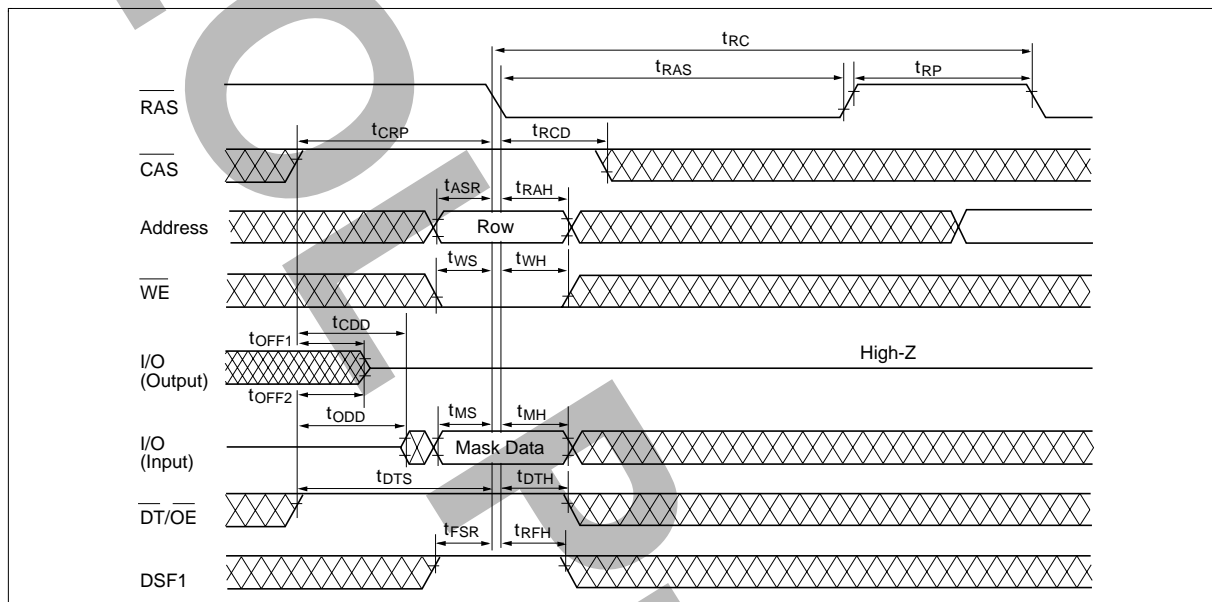 tRC
tRAS
tRP
RAS
tCRP
tRCD
CAS
tASR
tRAH
Address
Row
tWS
tWH
WE
tCDD
tOFF1
High-Z
I/O
(Output)
tOFF2
tODD
tMS
tMH
I/O
(Input)
Mask Data
tDTS
tDTH
DT/OE
tFSR
tRFH
DSF1